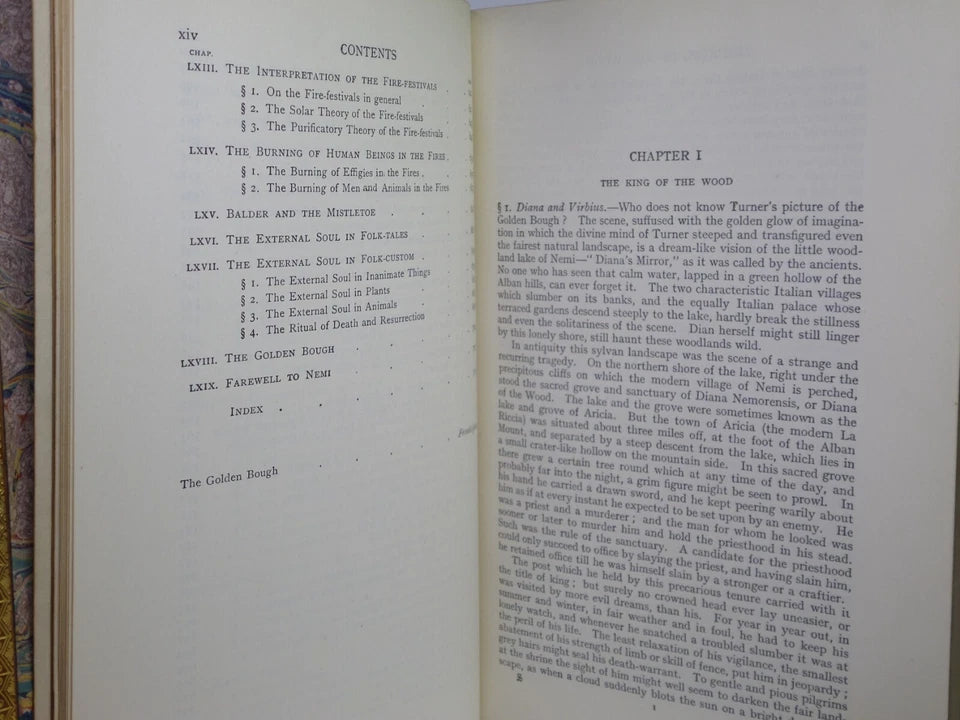 xiv
CONTENTS
CHAP.
LXIII. THE INTERPRETATION OF THE FIRE-FESTIVALS
§ 1. On the Fire-festivals in general
§ 2. The Solar Theory of the Fire-festivals
§ 3. The Purificatory Theory of the Fire-festivals
LXIV. THE BURNING OF HUMAN BEINGS IN THE FIRES
§ 1. The Burning of Effigies in the Fires
§ 2. The Burning of Men and Animals in the Fires
LXV. BALDER AND THE MISTLETOE
LXVI. THE EXTERNAL SOUL IN FOLK-TALES
LXVII. THE EXTERNAL SOUL IN FOLK-CUSTOM
§ 1. The External Soul in Inanimate Things
§ 2. The External Soul in Plants
§ 3. The External Soul in Animals
§ 4. The Ritual of Death and Resurrection
LXVIII. THE GOLDEN BOUGH
LXIX. FAREWELL TO NEMI
INDEX
The Golden Bough
CHAPTER I
THE KING OF THE WOOD
§ 1. Diana and Virbius.—Who does not know Turner's picture of the
Golden Bough? The scene, suffused with the golden glow of imagina-
tion in which the divine mind of Turner steeped and transfigured even
the fairest natural landscape, is a dream-like vision of the little wood-
land lake of Nemi—"Diana's Mirror," as it was called by the ancients.
No one who has seen that calm water, lapped in a green hollow of the
Alban hills, can ever forget it. The two characteristic Italian villages
which slumber on its banks, and the equally Italian palace whose
terraced gardens descend steeply to the lake, hardly break the stillness
and even the solitariness of the scene. Dian herself might still linger
by this lonely shore, still haunt these woodlands wild.
In antiquity this sylvan landscape was the scene of a strange and
recurring tragedy. On the northern shore of the lake, right under the
precipitous cliffs on which the modern village of Nemi is perched,
stood the sacred grove and sanctuary of Diana Nemorensis, or Diana
of the Wood. The lake and the grove were sometimes known as the
lake and grove of Aricia. But the town of Aricia (the modern La
Riccia) was situated about three miles off, at the foot of the Alban
Mount, and separated by a steep descent from the lake, which lies in
a small crater-like hollow on the mountain side. In this sacred grove
there grew a certain tree round which at any time of the day, and
probably far into the night, a grim figure might be seen to prowl. In
his hand he carried a drawn sword, and he kept peering warily about
him as if at every instant he expected to be set upon by an enemy. He
was a priest and a murderer; and the man for whom he looked was
sooner or later to murder him and hold the priesthood in his stead.
Such was the rule of the sanctuary. A candidate for the priesthood
could only succeed to office by slaying the priest, and having slain him,
he retained office till he was himself slain by a stronger or a craftier.
The post which he held by this precarious tenure carried with it
the title of king; but surely no crowned head ever lay uneasier, or
was visited by more evil dreams, than his. For year in year out, in
summer and winter, in fair weather and in foul, he had to keep his
lonely watch, and whenever he snatched a troubled slumber it was at
the peril of his life. The least relaxation of his vigilance, the smallest
abatement of his strength of limb or skill of fence, put him in jeopardy;
grey hairs might seal his death-warrant. To gentle and pious pilgrims
at the shrine the sight of him might well seem to darken the fair land-
scape, as when a cloud suddenly blots the sun on a bright
1